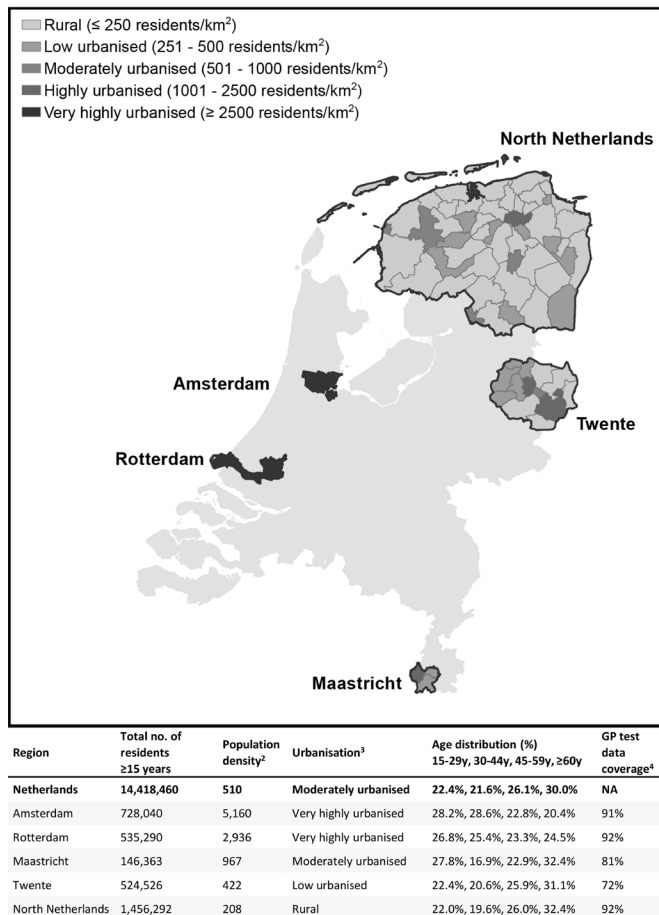 Rural (≤ 250 residents/km²)
Low urbanised (251 - 500 residents/km²)
Moderately urbanised (501 - 1000 residents/km²)
Highly urbanised (1001 - 2500 residents/km²)
Very highly urbanised (≥ 2500 residents/km²)
North Netherlands
Amsterdam
Twente
Rotterdam
Maastricht
Region Total no. of residents ≥15 years Population density² Urbanisation³ Age distribution (%) 15-29y, 30-44y, 45-59y, ≥60y GP test data coverage⁴
Netherlands 14,418,460 510 Moderately urbanised 22.4%, 21.6%, 26.1%, 30.0% NA
Amsterdam 728,040 5,160 Very highly urbanised 28.2%, 28.6%, 22.8%, 20.4% 91%
Rotterdam 535,290 2,936 Very highly urbanised 26.8%, 25.4%, 23.3%, 24.5% 92%
Maastricht 146,363 967 Moderately urbanised 27.8%, 16.9%, 22.9%, 32.4% 81%
Twente 524,526 422 Low urbanised 22.4%, 20.6%, 25.9%, 31.1% 72%
North Netherlands 1,456,292 208 Rural 22.0%, 19.6%, 26.0%, 32.4% 92%